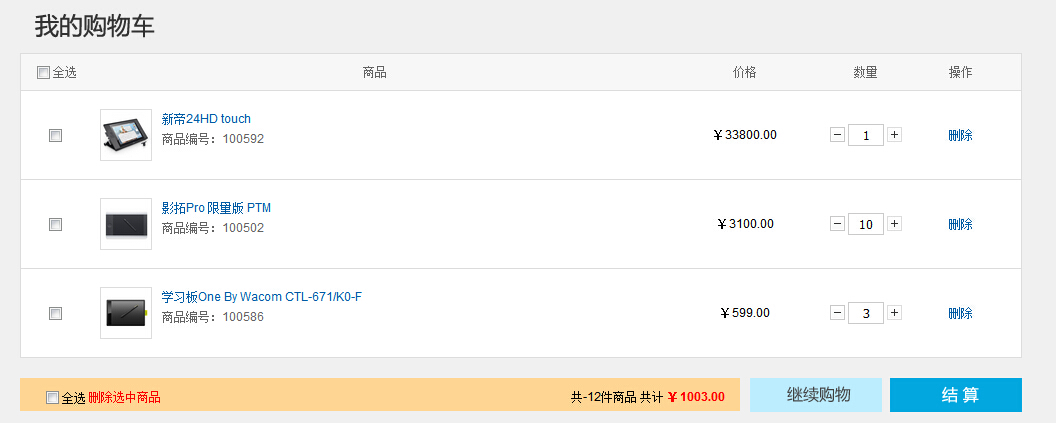 我的购物车
全选 商品 价格 数量 操作
新帝24HD touch
商品编号：100592
￥33800.00 － 1 + 删除
影拓Pro 限量版 PTM
商品编号：100502
￥3100.00 － 10 + 删除
学习板One By Wacom CTL-671/K0-F
商品编号：100586
￥599.00 － 3 + 删除
全选 删除选中商品 共-12件商品 共计 ￥1003.00 继续购物 结 算